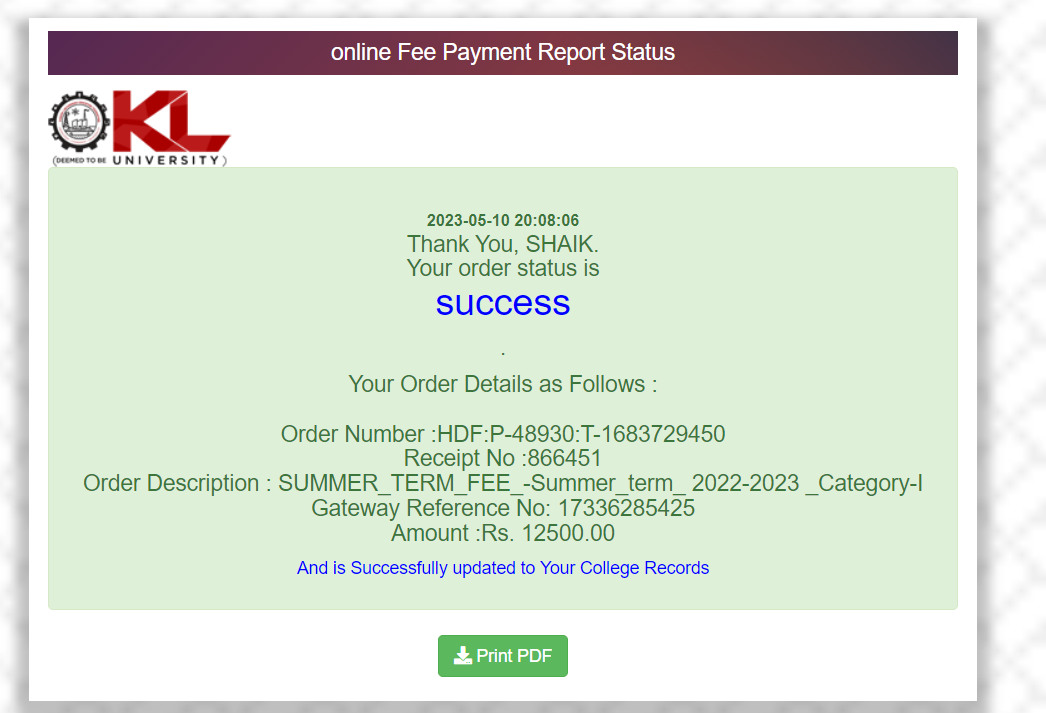 online Fee Payment Report Status
KL
(DEEMED TO BE UNIVERSITY)
2023-05-10 20:08:06
Thank You, SHAIK.
Your order status is
success
.
Your Order Details as Follows :
Order Number :HDF:P-48930:T-1683729450
Receipt No :866451
Order Description : SUMMER_TERM_FEE_-Summer_term_ 2022-2023 _Category-I
Gateway Reference No: 17336285425
Amount :Rs. 12500.00
And is Successfully updated to Your College Records
Print PDF